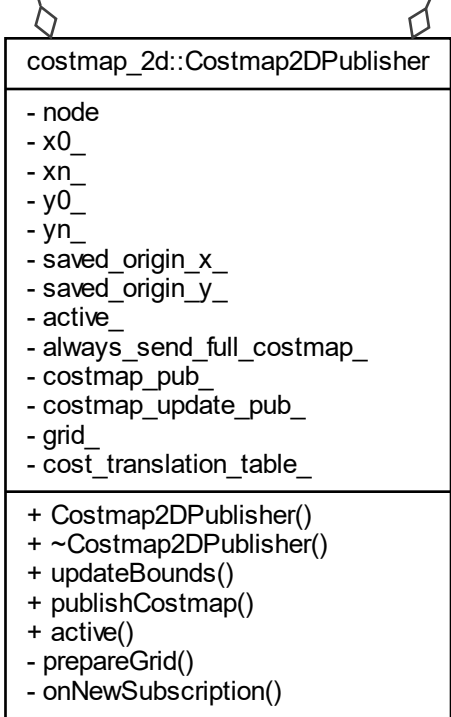 costmap_2d::Costmap2DPublisher
- node
- x0_
- xn_
- y0_
- yn_
- saved_origin_x_
- saved_origin_y_
- active_
- always_send_full_costmap_
- costmap_pub_
- costmap_update_pub_
- grid_
- cost_translation_table_
+ Costmap2DPublisher()
+ ~Costmap2DPublisher()
+ updateBounds()
+ publishCostmap()
+ active()
- prepareGrid()
- onNewSubscription()